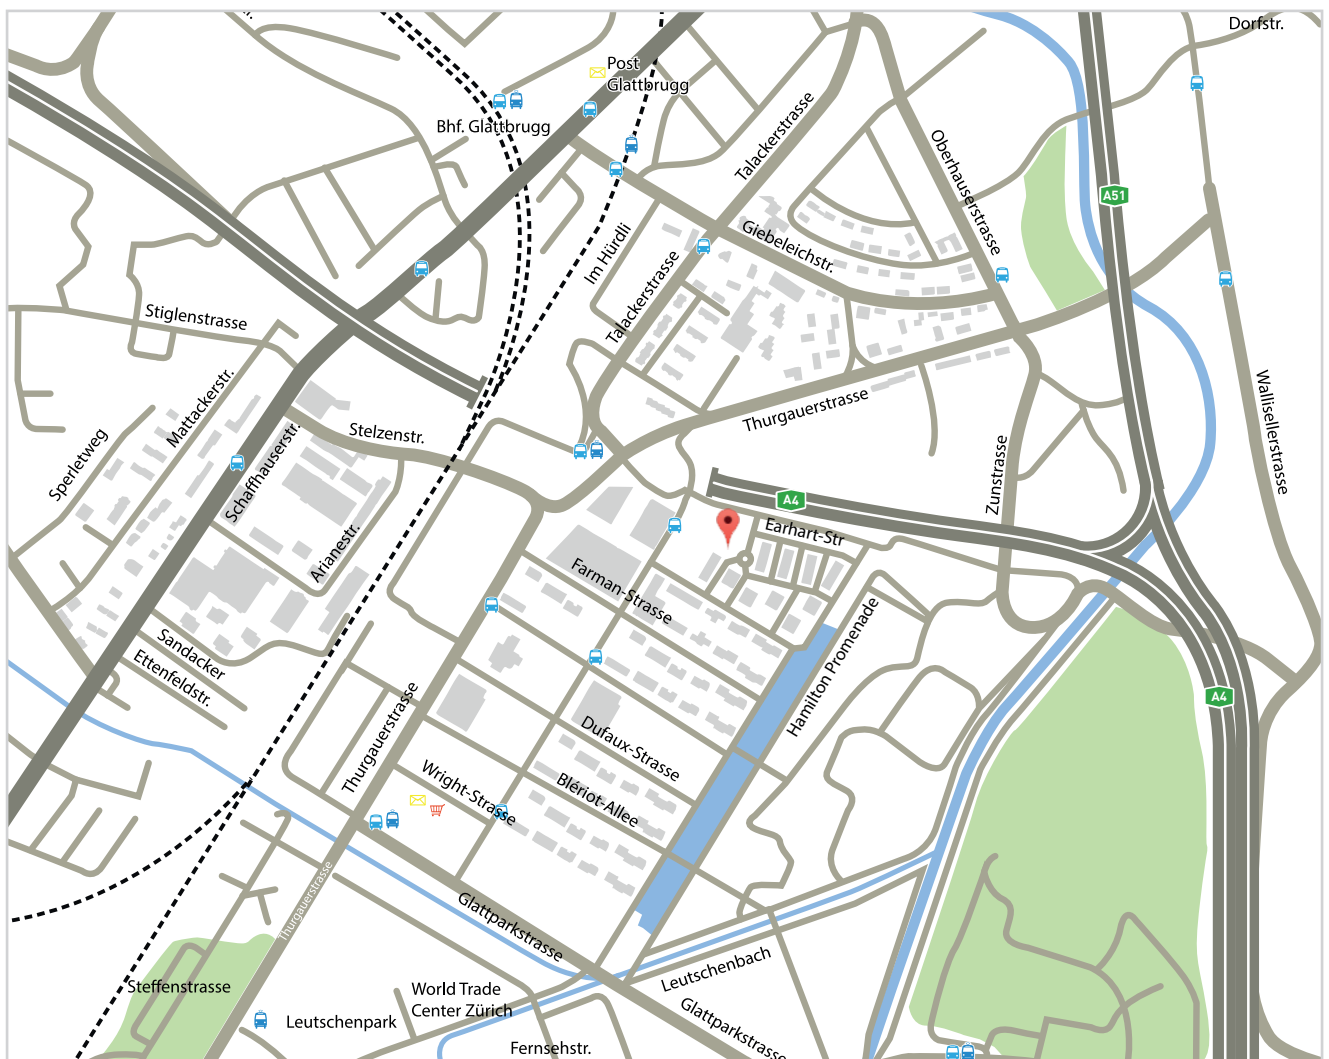 Dorfstr.
Post
Glattbrugg
Bhf. Glattbrugg
Talackerstrasse
Oberhauserstrasse
A51
Giebeleichstr.
Im Hürdli
Talackerstrasse
Stiglenstrasse
Mattackerstr.
Wallisellerstrasse
Thurgauerstrasse
Stelzenstr.
Schaffhauserstr.
Sperletweg
Zunstrasse
A4
Earhart-Str
Arianestr.
Farman-Strasse
Hamilton Promenade
Sandacker
Ettenfeldstr.
A4
Thurgauerstrasse
Dufaux-Strasse
Wright-Strasse
Blériot-Allee
Thurgauerstrasse
Glattparkstrasse
Leutschenbach
Steffenstrasse
World Trade
Center Zürich
Leutschenpark
Glattparkstrasse
Fernsehstr.